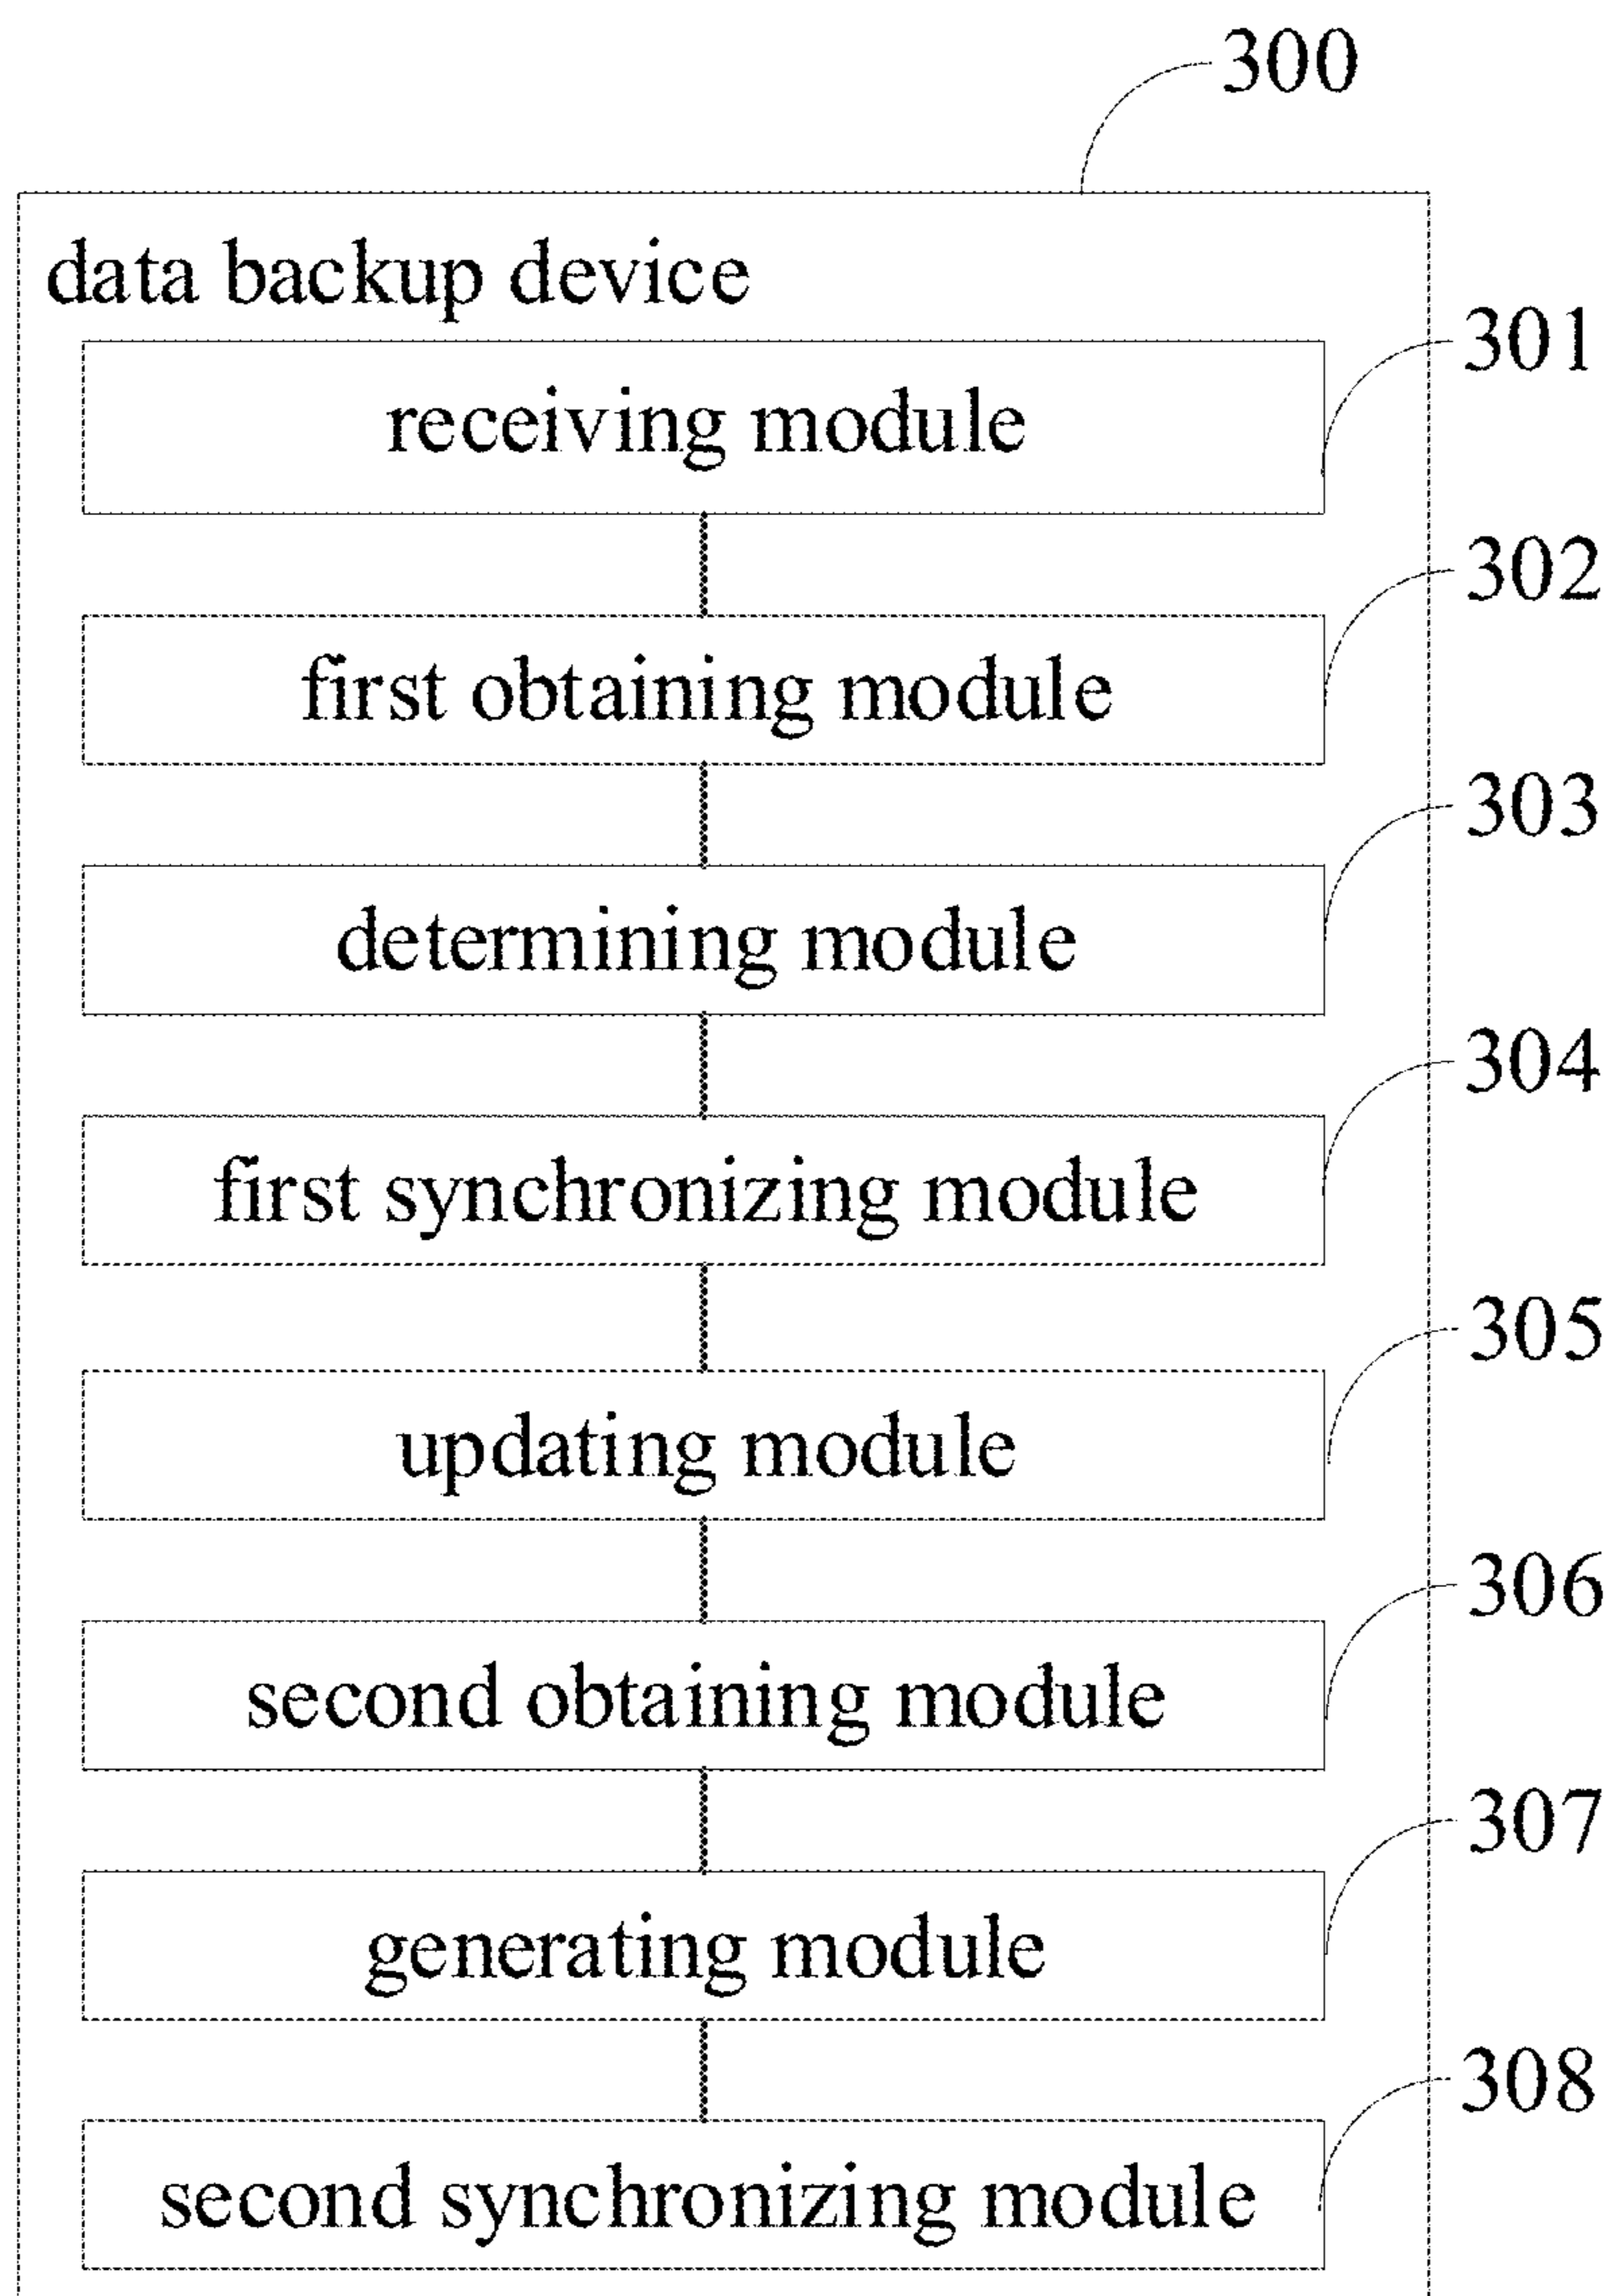 300
data backup device
301
receiving module
302
first obtaining module
303
determining module
304
first synchronizing module
305
updating module
306
second obtaining module
307
generating module
308
second synchronizing module